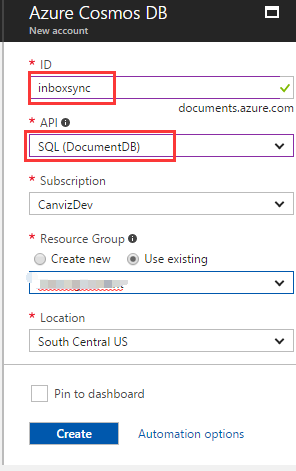 Azure Cosmos DB
New account
* ID
inboxsync
documents.azure.com
* API
SQL (DocumentDB)
* Subscription
CanvizDev
* Resource Group
Create new Use existing
* Location
South Central US
Pin to dashboard
Create Automation options